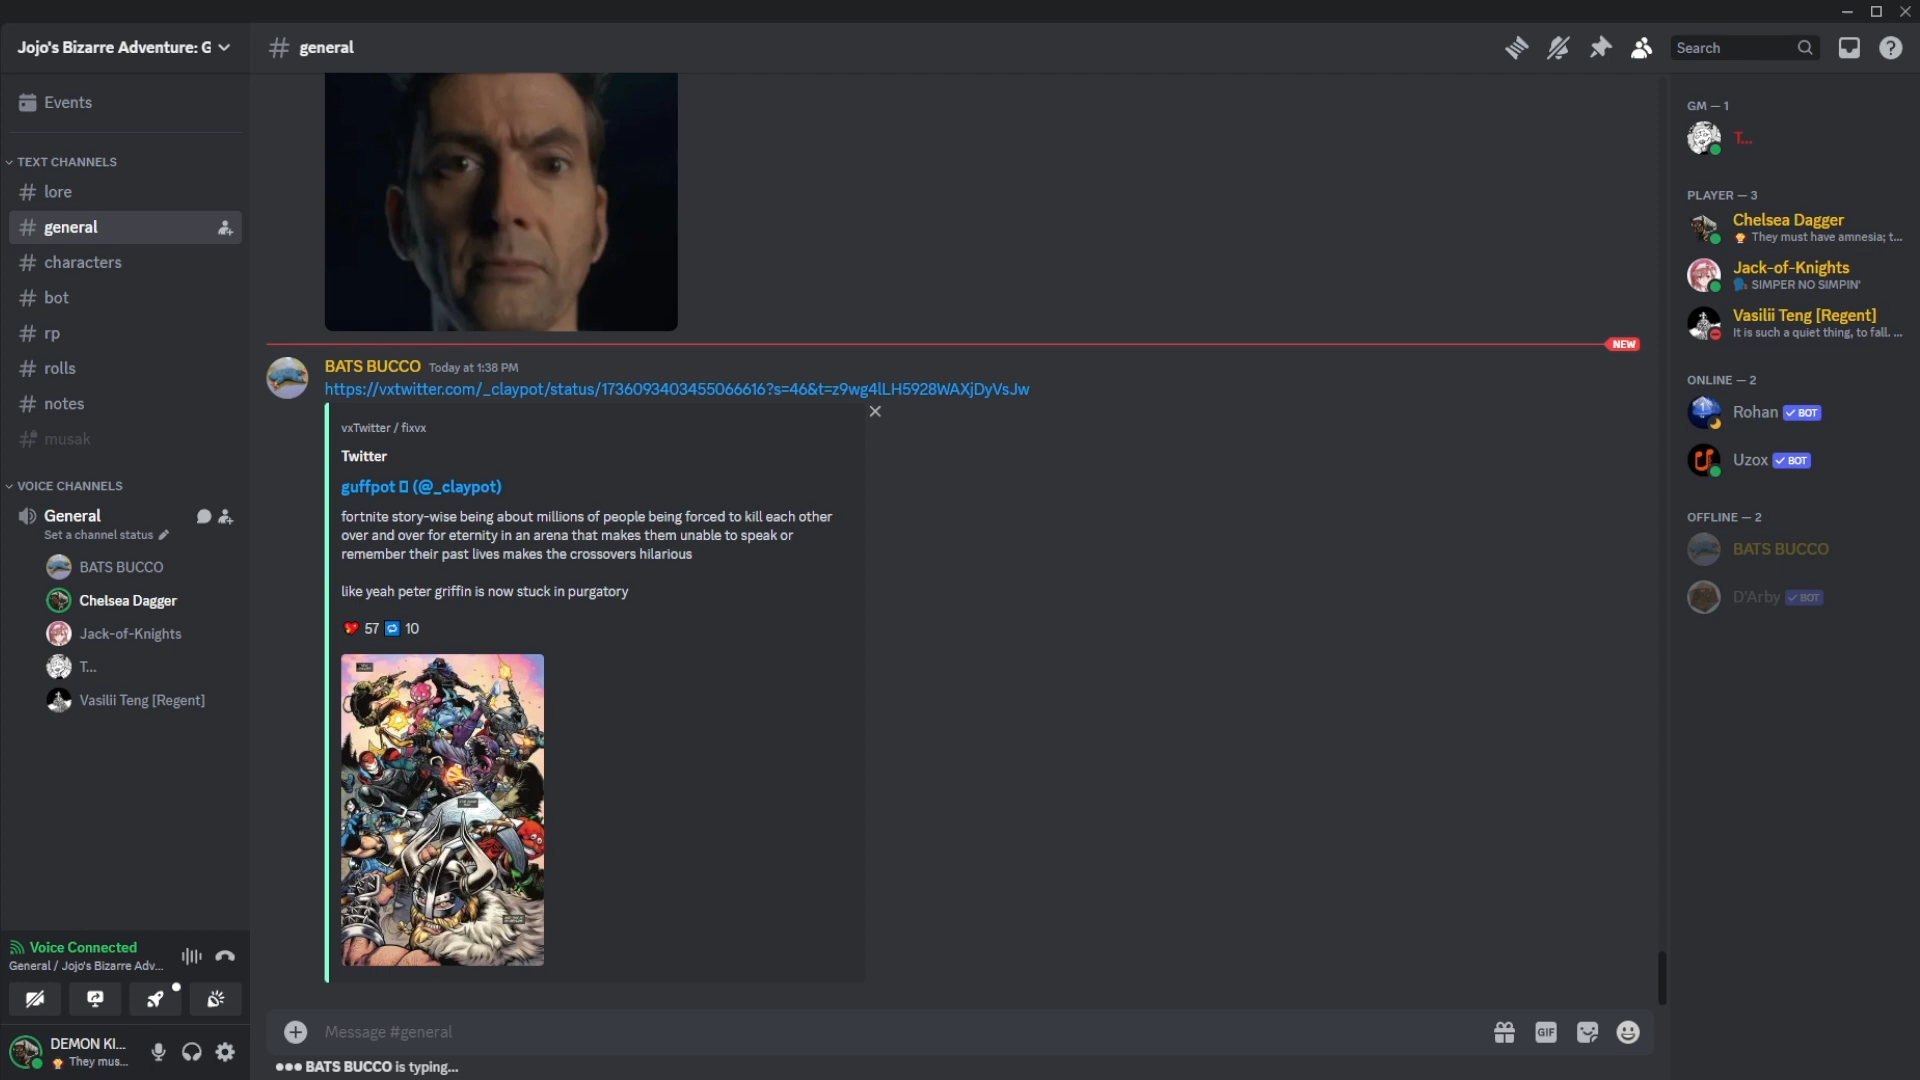 Jojo's Bizarre Adventure: G
general
Search
Events
TEXT CHANNELS
lore
general
characters
bot
rp
rolls
notes
musak
VOICE CHANNELS
General
Set a channel status
BATS BUCCO
Chelsea Dagger
Jack-of-Knights
T...
Vasilii Teng [Regent]
Voice Connected
General / Jojo's Bizarre Adv...
DEMON KI...
They mus...
NEW
BATS BUCCO Today at 1:38 PM
https://vxtwitter.com/_claypot/status/1736093403455066616?s=46&t=z9wg4lLH5928WAXjDyVsJw
vxTwitter / fixvx
Twitter
guffpot (@_claypot)
fortnite story-wise being about millions of people being forced to kill each other
over and over for eternity in an arena that makes them unable to speak or
remember their past lives makes the crossovers hilarious
like yeah peter griffin is now stuck in purgatory
57 10
Message #general
GIF
BATS BUCCO is typing...
GM — 1
T...
PLAYER — 3
Chelsea Dagger
They must have amnesia; t...
Jack-of-Knights
SIMPER NO SIMPIN'
Vasilii Teng [Regent]
It is such a quiet thing, to fall. ...
ONLINE — 2
Rohan BOT
Uzox BOT
OFFLINE — 2
BATS BUCCO
D'Arby BOT